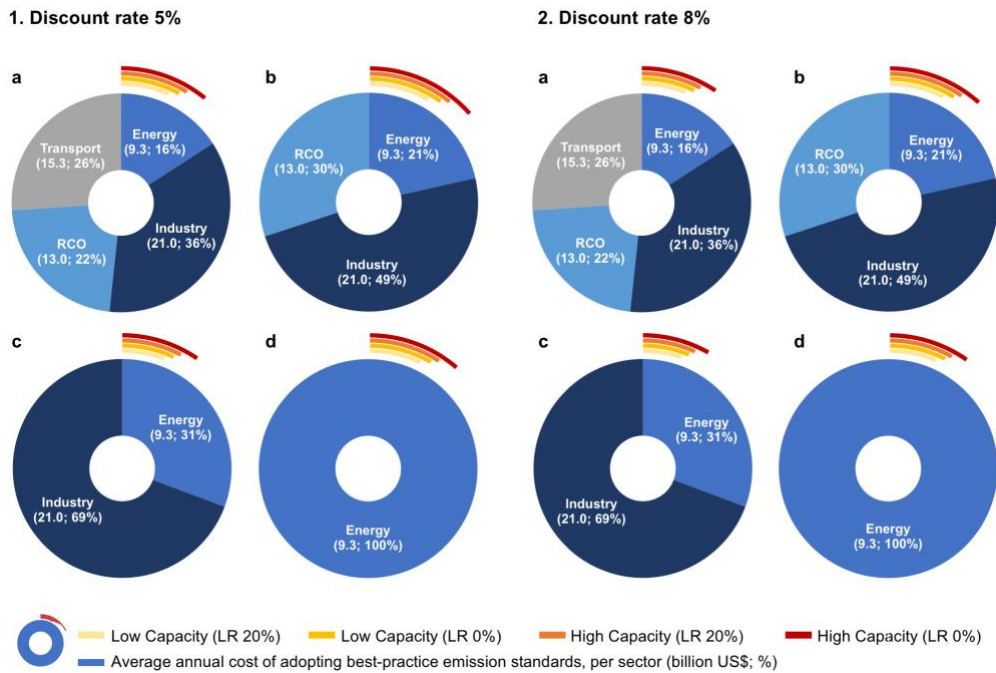 1. Discount rate 5%
2. Discount rate 8%
a
Transport
(15.3; 26%)
Energy
(9.3; 16%)
RCO
(13.0; 22%)
Industry
(21.0; 36%)
b
RCO
(13.0; 30%)
Energy
(9.3; 21%)
Industry
(21.0; 49%)
a
Transport
(15.3; 26%)
Energy
(9.3; 16%)
RCO
(13.0; 22%)
Industry
(21.0; 36%)
b
RCO
(13.0; 30%)
Energy
(9.3; 21%)
Industry
(21.0; 49%)
c
Energy
(9.3; 31%)
Industry
(21.0; 69%)
d
Energy
(9.3; 100%)
c
Energy
(9.3; 31%)
Industry
(21.0; 69%)
d
Energy
(9.3; 100%)
Low Capacity (LR 20%)
Low Capacity (LR 0%)
High Capacity (LR 20%)
High Capacity (LR 0%)
Average annual cost of adopting best-practice emission standards, per sector (billion US$; %)